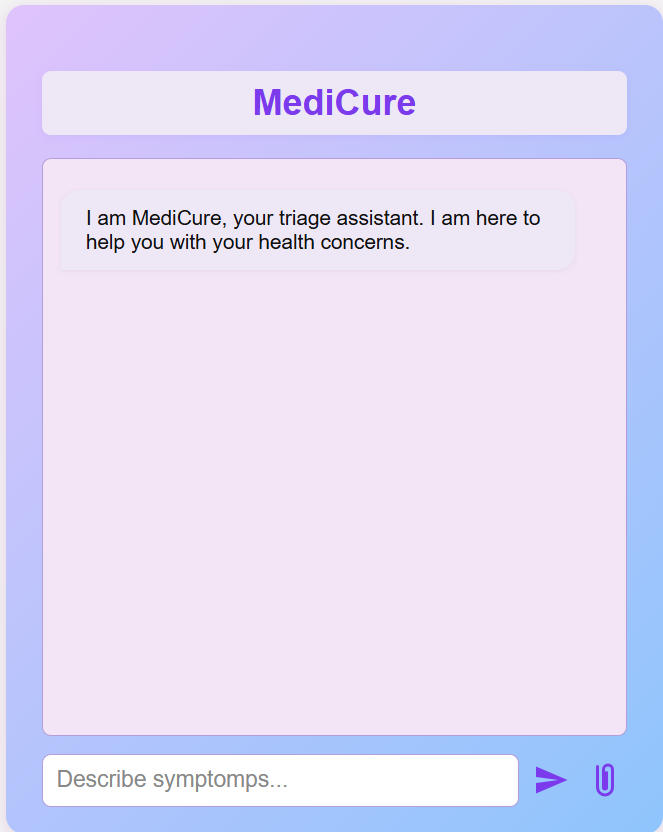 MediCure
I am MediCure, your triage assistant. I am here to
help you with your health concerns.
Describe symptomps...